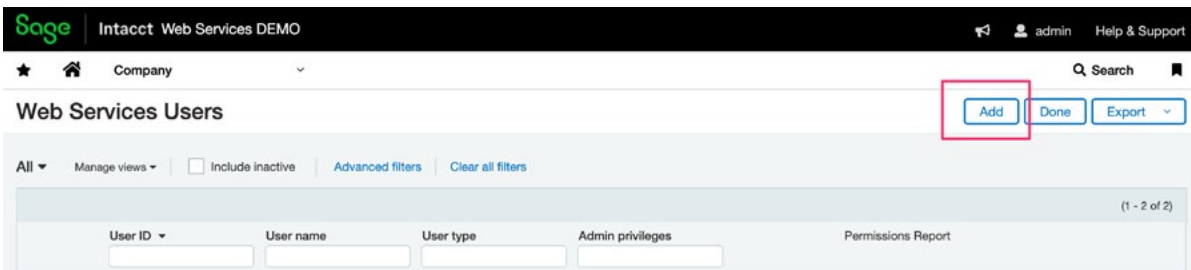 Sage Intacct Web Services DEMO admin Help & Support
Company Search
Web Services Users Add Done Export
All Manage views Include inactive Advanced filters Clear all filters
(1 - 2 of 2)
User ID User name User type Admin privileges Permissions Report